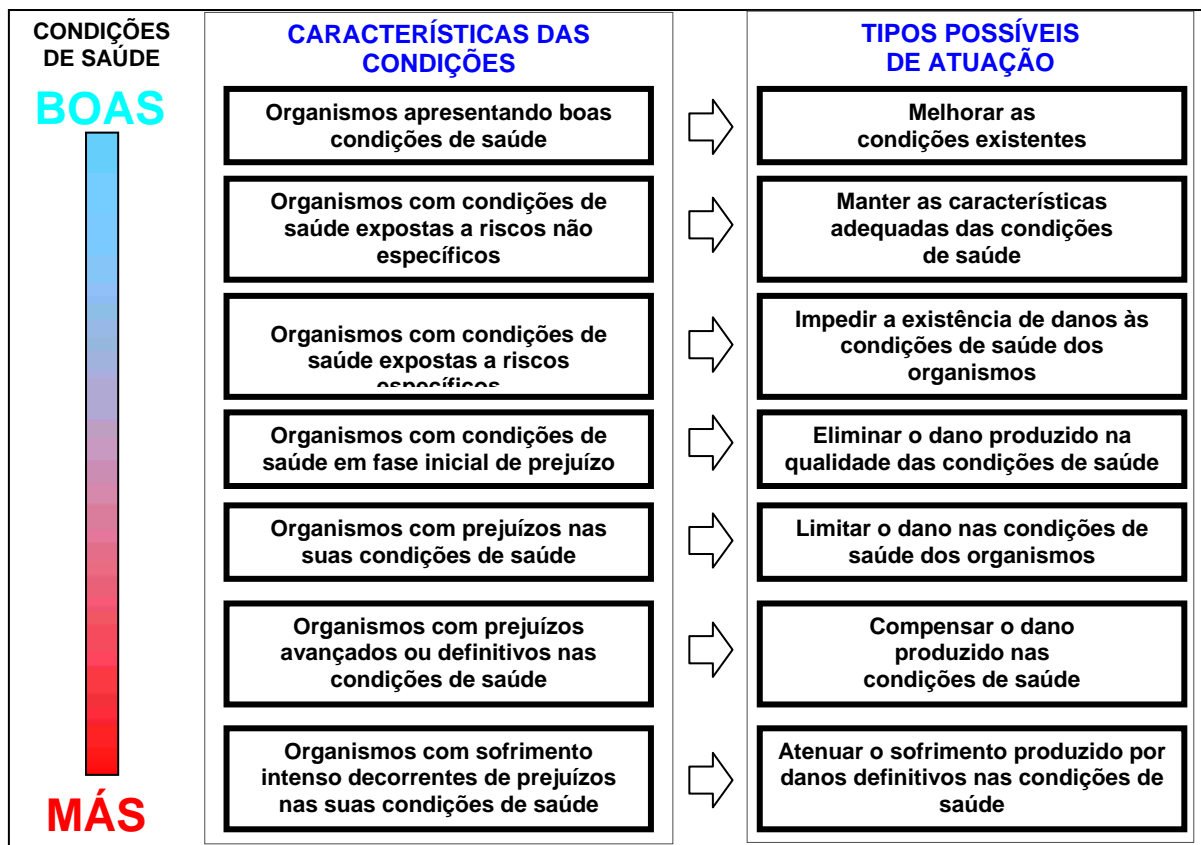 CONDIÇÕES
DE SAÚDE
BOAS
MÁS
CARACTERÍSTICAS DAS
CONDIÇÕES
TIPOS POSSÍVEIS
DE ATUAÇÃO
Organismos apresentando boas
condições de saúde
Melhorar as
condições existentes
Organismos com condições de
saúde expostas a riscos não
específicos
Manter as características
adequadas das condições
de saúde
Organismos com condições de
saúde expostas a riscos
específicos
Impedir a existência de danos às
condições de saúde dos
organismos
Organismos com condições de
saúde em fase inicial de prejuízo
Eliminar o dano produzido na
qualidade das condições de saúde
Organismos com prejuízos nas
suas condições de saúde
Limitar o dano nas condições de
saúde dos organismos
Organismos com prejuízos
avançados ou definitivos nas
condições de saúde
Compensar o dano
produzido nas
condições de saúde
Organismos com sofrimento
intenso decorrentes de prejuízos
nas suas condições de saúde
Atenuar o sofrimento produzido por
danos definitivos nas condições de
saúde